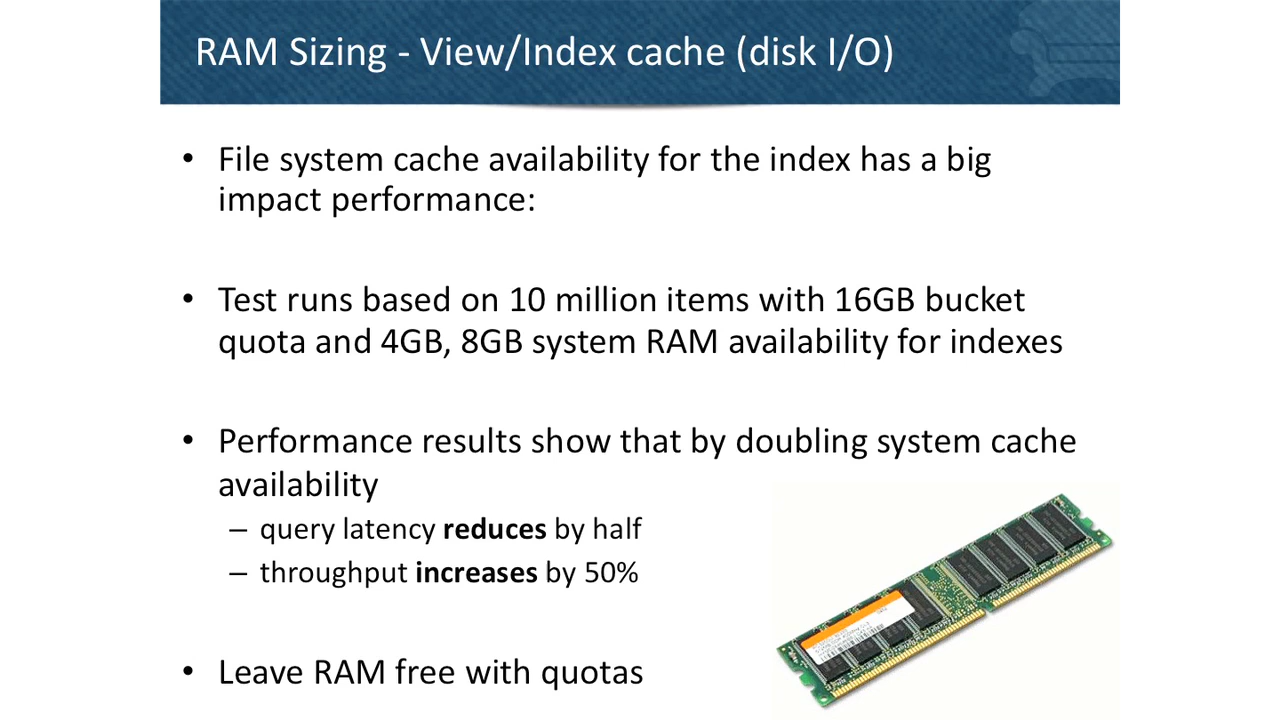 RAM Sizing - View/Index cache (disk I/O)
• File system cache availability for the index has a big
impact performance:
• Test runs based on 10 million items with 16GB bucket
quota and 4GB, 8GB system RAM availability for indexes
• Performance results show that by doubling system cache
availability
– query latency reduces by half
– throughput increases by 50%
• Leave RAM free with quotas